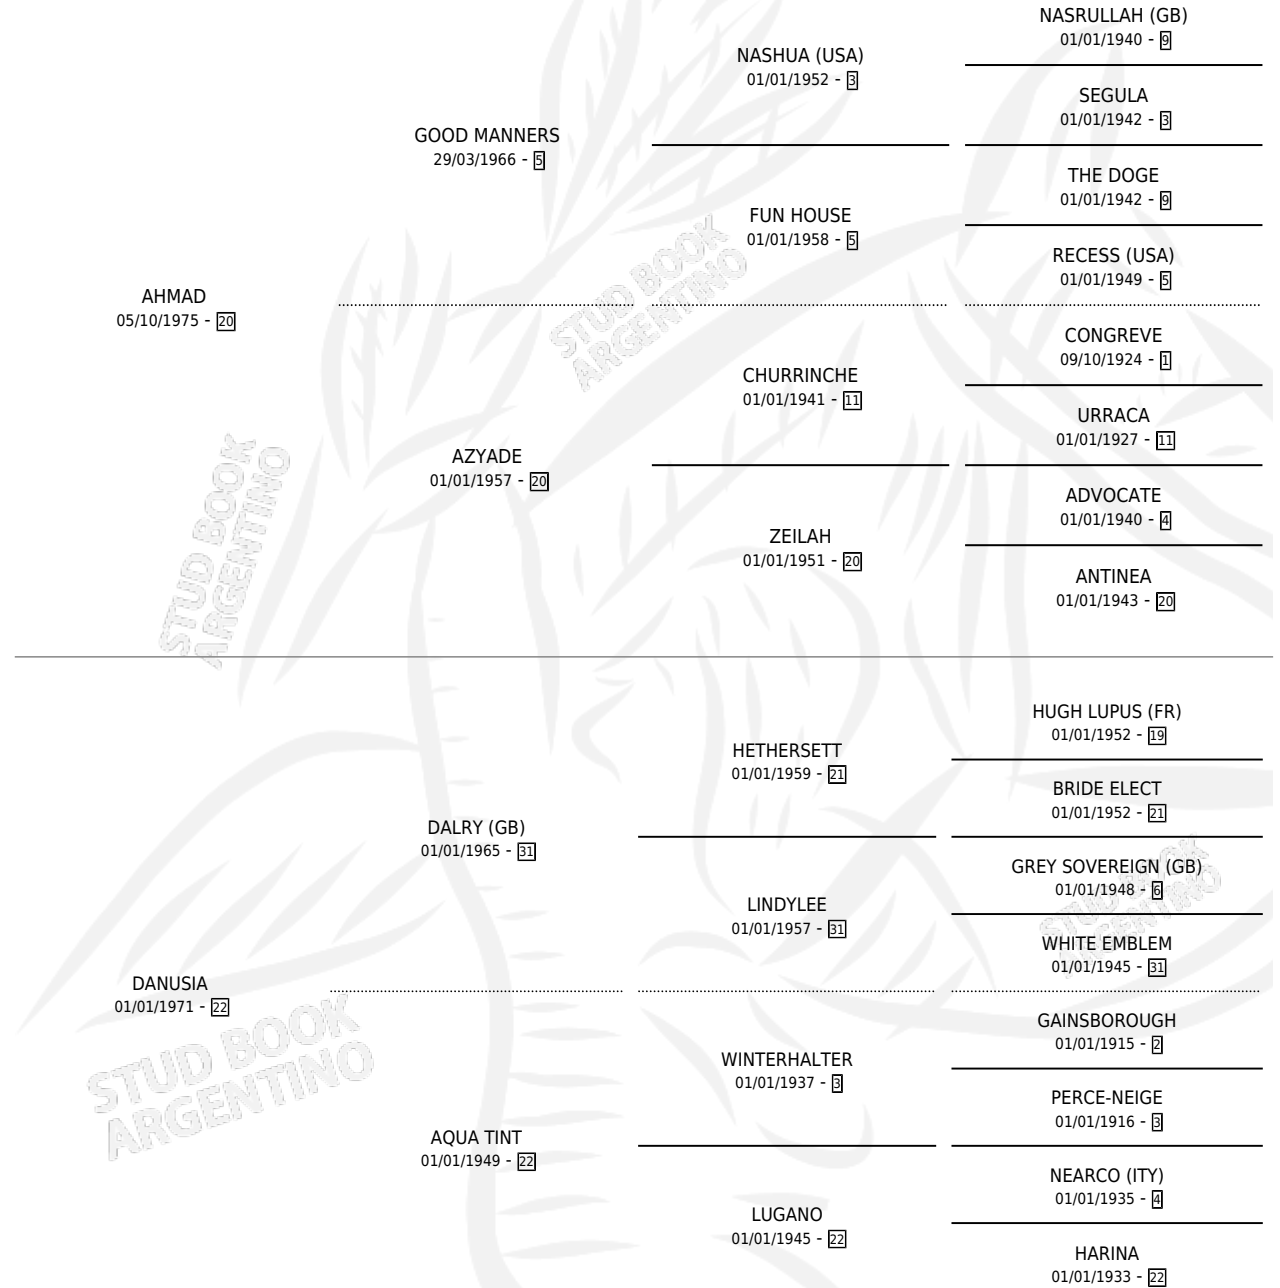 NASRULLAH (GB)
01/01/1940 - 9
NASHUA (USA)
01/01/1952 - 3
SEGULA
01/01/1942 - 3
GOOD MANNERS
29/03/1966 - 5
THE DOGE
01/01/1942 - 9
FUN HOUSE
01/01/1958 - 5
RECESS (USA)
01/01/1949 - 5
AHMAD
05/10/1975 - 20
CONGREVE
09/10/1924 - 1
CHURRINCHE
01/01/1941 - 11
URRACA
01/01/1927 - 11
AZYADE
01/01/1957 - 20
ADVOCATE
01/01/1940 - 4
ZEILAH
01/01/1951 - 20
ANTINEA
01/01/1943 - 20
STUD BOOK
ARGENTINO
STUD BOOK
ARGENTINO
HUGH LUPUS (FR)
01/01/1952 - 19
HETHERSETT
01/01/1959 - 21
BRIDE ELECT
01/01/1952 - 21
DALRY (GB)
01/01/1965 - 31
GREY SOVEREIGN (GB)
01/01/1948 - 6
LINDYLEE
01/01/1957 - 31
WHITE EMBLEM
01/01/1945 - 31
STUD BOOK
ARGENTINO
DANUSIA
01/01/1971 - 22
GAINSBOROUGH
01/01/1915 - 2
WINTERHALTER
01/01/1937 - 3
PERCE-NEIGE
01/01/1916 - 3
STUD BOOK
ARGENTINO
AQUA TINT
01/01/1949 - 22
NEARCO (ITY)
01/01/1935 - 4
LUGANO
01/01/1945 - 22
HARINA
01/01/1933 - 22